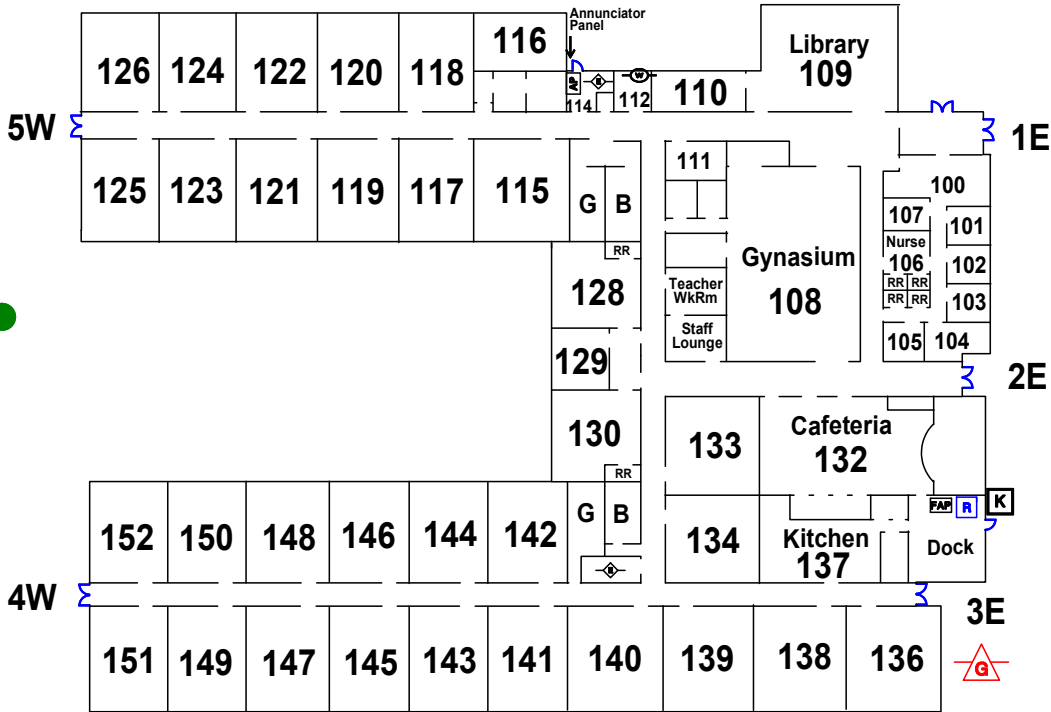 Annunciator
Panel
116
Library
109
126
124
122
120
118
AP
E
W
114
112
110
5W
1E
125
123
121
119
117
115
G
B
111
100
107
101
Nurse
106
102
RR
RR
RR
RR
103
105
104
RR
Gynasium
108
128
Teacher
WkRm
Staff
Lounge
129
2E
130
RR
133
Cafeteria
132
152
150
148
146
144
142
G
B
134
Kitchen
137
FAP
R
K
Dock
E
4W
3E
151
149
147
145
143
141
140
139
138
136
G